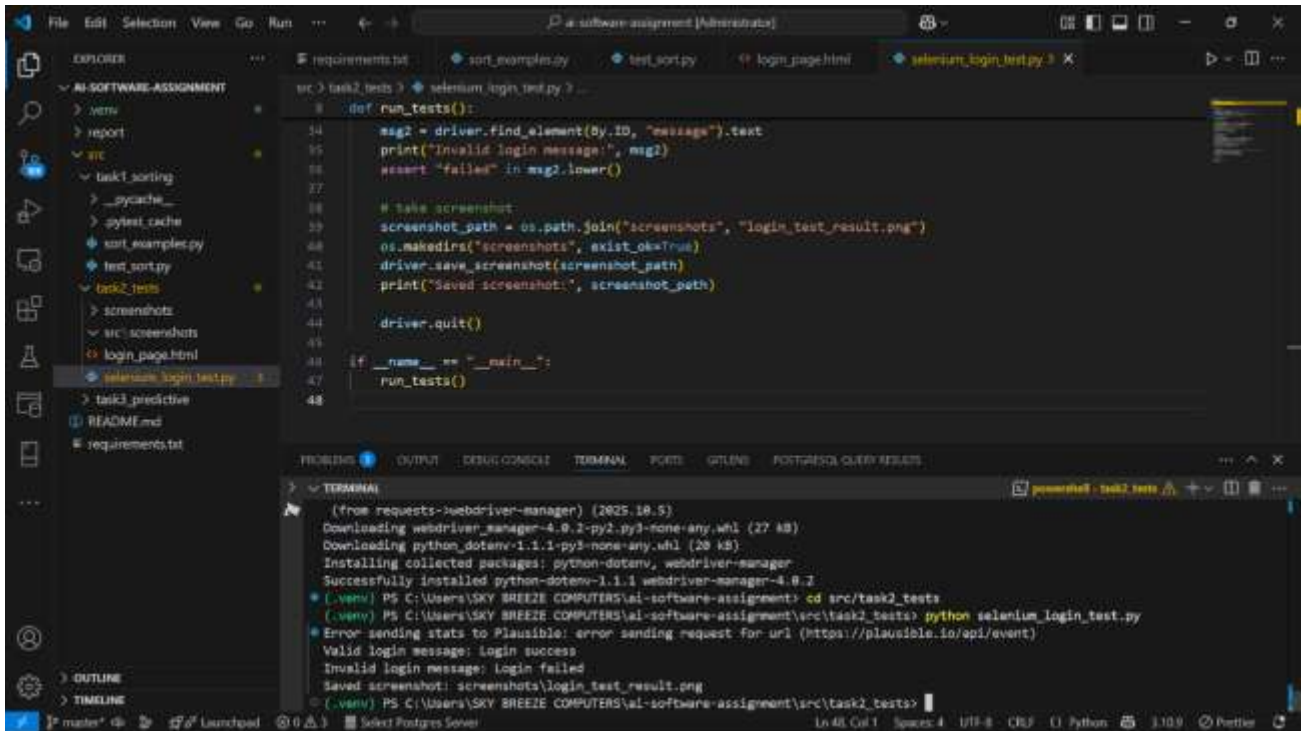 File Edit Selection View Go Run ... ai-software-assignment [Administrator]
EXPLORER ...
AI-SOFTWARE-ASSIGNMENT
.venv
report
src
task1_sorting
__pycache__
.pytest_cache
sort_examples.py
test_sort.py
task2_tests
screenshots
src\screenshots
login_page.html
selenium_login_test.py 3
task3_predictive
README.md
requirements.txt
OUTLINE
TIMELINE
requirements.txt sort_examples.py test_sort.py login_page.html selenium_login_test.py 3 X
src > task2_tests > selenium_login_test.py > ...
8 def run_tests():
34 msg2 = driver.find_element(By.ID, "message").text
35 print("Invalid login message:", msg2)
36 assert "failed" in msg2.lower()
37
38 # take screenshot
39 screenshot_path = os.path.join("screenshots", "login_test_result.png")
40 os.makedirs("screenshots", exist_ok=True)
41 driver.save_screenshot(screenshot_path)
42 print("Saved screenshot:", screenshot_path)
43
44 driver.quit()
45
46 if __name__ == "__main__":
47 run_tests()
48
PROBLEMS 3 OUTPUT DEBUG CONSOLE TERMINAL PORTS GITLENS POSTGRESQL QUERY RESULTS
TERMINAL powershell - task2_tests
(from requests->webdriver-manager) (2025.10.5)
Downloading webdriver_manager-4.0.2-py2.py3-none-any.whl (27 kB)
Downloading python_dotenv-1.1.1-py3-none-any.whl (20 kB)
Installing collected packages: python-dotenv, webdriver-manager
Successfully installed python-dotenv-1.1.1 webdriver-manager-4.0.2
(.venv) PS C:\Users\SKY BREEZE COMPUTERS\ai-software-assignment> cd src/task2_tests
(.venv) PS C:\Users\SKY BREEZE COMPUTERS\ai-software-assignment\src\task2_tests> python selenium_login_test.py
Error sending stats to Plausible: error sending request for url (https://plausible.io/api/event)
Valid login message: Login success
Invalid login message: Login failed
Saved screenshot: screenshots\login_test_result.png
(.venv) PS C:\Users\SKY BREEZE COMPUTERS\ai-software-assignment\src\task2_tests>
master* Launchpad 0 3 Select Postgres Server Ln 48, Col 1 Spaces: 4 UTF-8 CRLF {} Python 3.10.9 Prettier